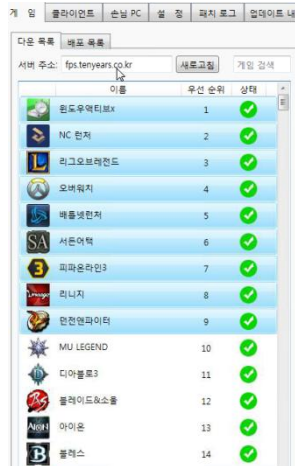 게 임 클라이언트 손님 PC 설 정 패치 로그 업데이트 내
다운 목록 배포 목록
서버 주소: fps.tenyears.co.kr 새로고침 게임 검색
이름 우선 순위 상태
윈도우액티브x 1
NC 런처 2
리그오브레전드 3
오버워치 4
배틀넷런처 5
SA 서든어택 6
3 피파온라인3 7
Lineage 리니지 8
던전앤파이터 9
MU LEGEND 10
디아블로3 11
BS 블레이드&소울 12
AION 아이온 13
B 블레스 14